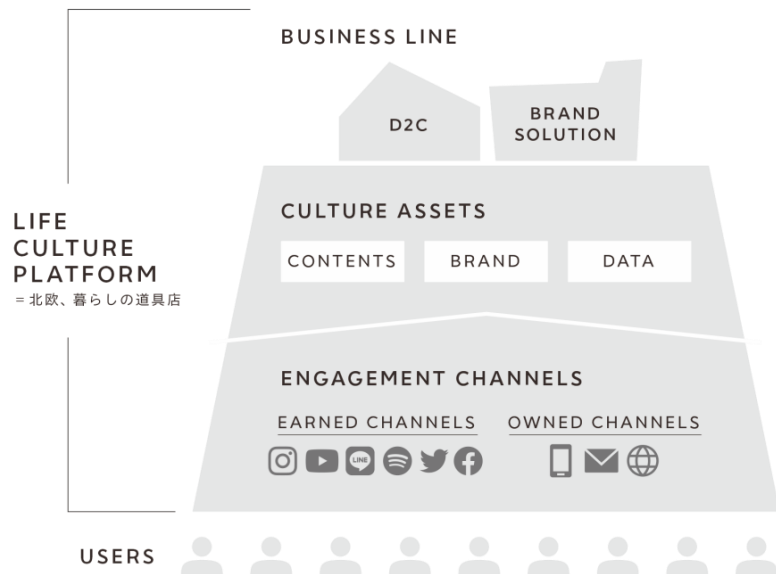 BUSINESS LINE
D2C
BRAND
SOLUTION
LIFE
CULTURE
PLATFORM
= 北欧、暮らしの道具店
CULTURE ASSETS
CONTENTS BRAND DATA
ENGAGEMENT CHANNELS
EARNED CHANNELS OWNED CHANNELS
LINE
USERS